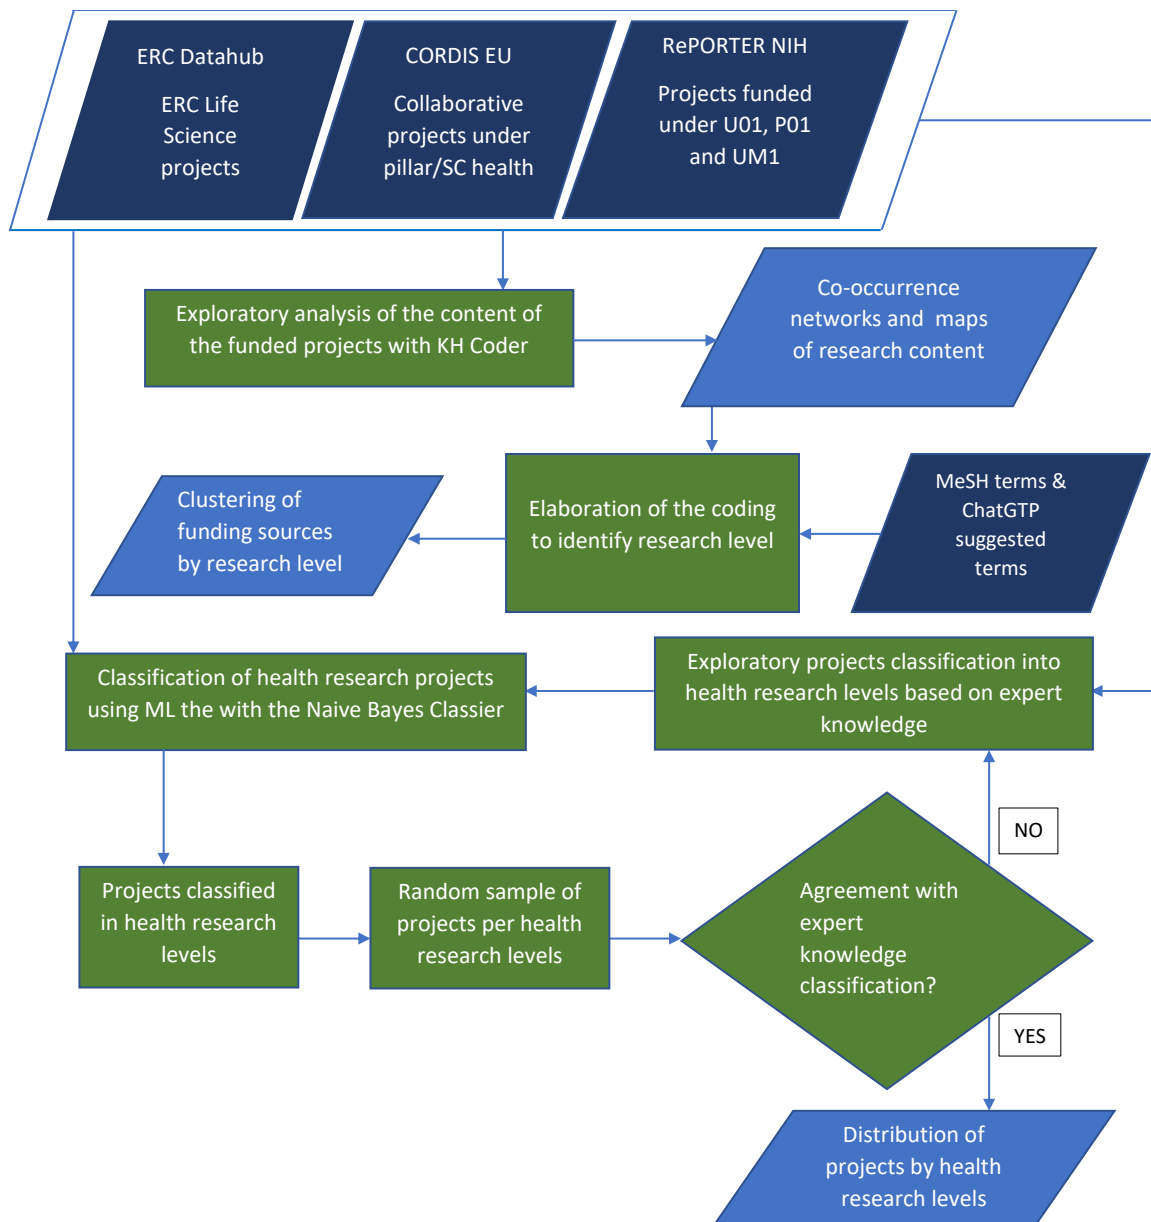 ERC Datahub
ERC Life
Science
projects
CORDIS EU
Collaborative
projects under
pillar/SC health
RePORTER NIH
Projects funded
under U01, P01
and UM1
Exploratory analysis of the content of
the funded projects with KH Coder
Co-occurrence
networks and maps
of research content
Clustering of
funding sources
by research level
Elaboration of the coding
to identify research level
MeSH terms &
ChatGTP
suggested
terms
Classification of health research projects
using ML the with the Naive Bayes Classier
Exploratory projects classification into
health research levels based on expert
knowledge
NO
Projects classified
in health research
levels
Random sample of
projects per health
research levels
Agreement with
expert
knowledge
classification?
YES
Distribution of
projects by health
research levels